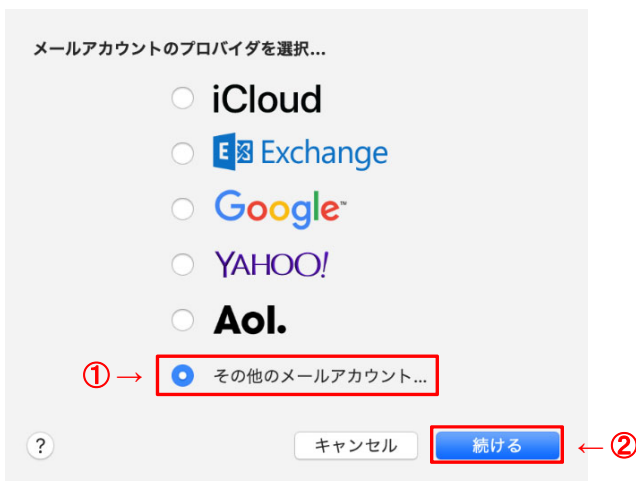 メールアカウントのプロバイダを選択...
iCloud
E Exchange
Google™
YAHOO!
Aol.
①→ その他のメールアカウント...
? キャンセル 続ける ←②